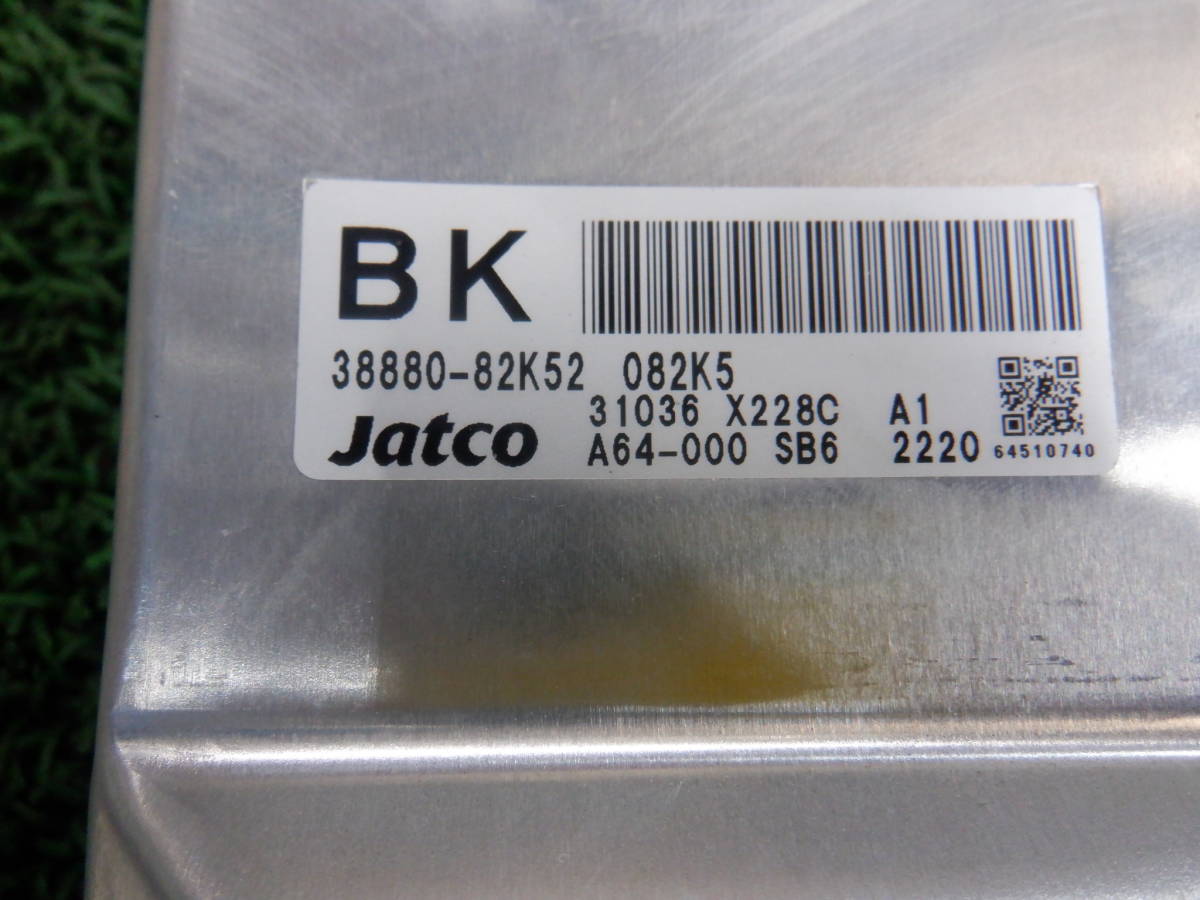 BK
38880-82K52 082K5
31036 X228C A1
Jatco A64-000 SB6 2220 64510740